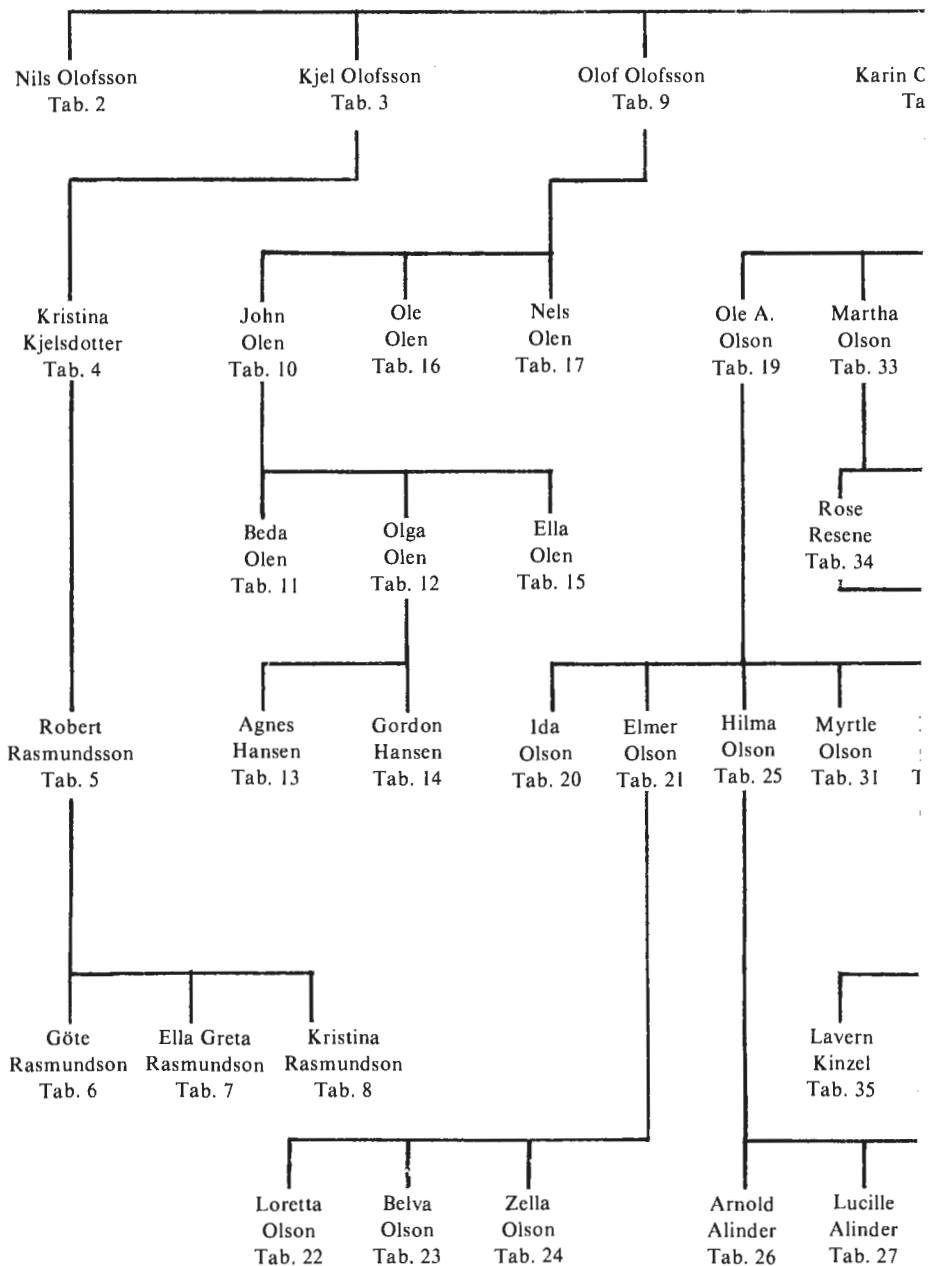 Nils Olofsson
Tab. 2
Kjel Olofsson
Tab. 3
Olof Olofsson
Tab. 9
Karin
Kristina
Kjelsdotter
Tab. 4
John
Olen
Tab. 10
Ole
Olen
Tab. 16
Nels
Olen
Tab. 17
Ole A.
Olson
Tab. 19
Martha
Olson
Tab. 33
Beda
Olen
Tab. 11
Olga
Olen
Tab. 12
Ella
Olen
Tab. 15
Rose
Resene
Tab. 34
Robert
Rasmundsson
Tab. 5
Agnes
Hansen
Tab. 13
Gordon
Hansen
Tab. 14
Ida
Olson
Tab. 20
Elmer
Olson
Tab. 21
Hilma
Olson
Tab. 25
Myrtle
Olson
Tab. 31
Göte
Rasmundson
Tab. 6
Ella Greta
Rasmundson
Tab. 7
Kristina
Rasmundson
Tab. 8
Lavern
Kinzel
Tab. 35
Loretta
Olson
Tab. 22
Belva
Olson
Tab. 23
Zella
Olson
Tab. 24
Arnold
Alinder
Tab. 26
Lucille
Alinder
Tab. 27